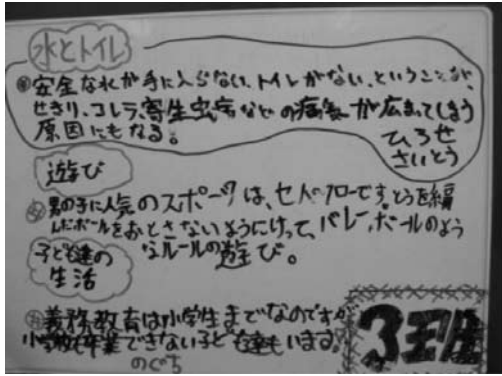 水とトイレ
安全な水が手に入らない、トイレがない、ということが、
せきり、コレラ、寄生虫病などの病気が広まってしまう
原因にもなる。
ひろせ
さいとう
遊び
男の子に人気のスポーツは、セパタクローです。とうを編
んだボールをおとさないようにけって、バレーボールのよう
なルールの遊び。
子ども達の
生活
義務教育は小学生までなのですが
小学校も卒業できない子ども達もいます。
のぐち
3班